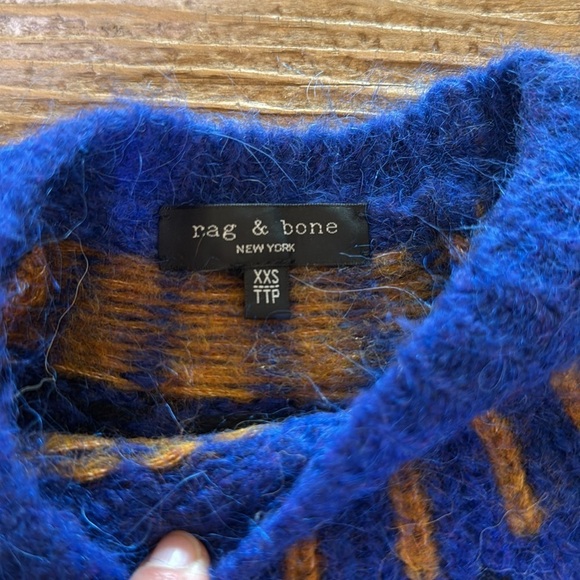 rag & bone
NEW YORK
XXS
TTP